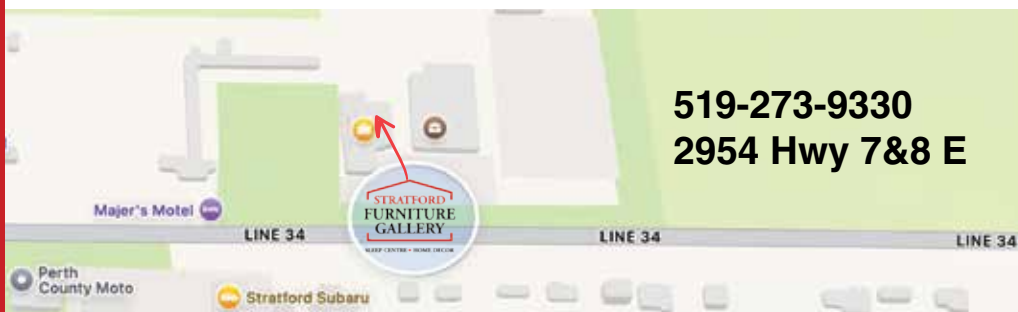 519-273-9330
2954 Hwy 7&8 E
Majer's Motel
STRATFORD
FURNITURE
GALLERY
SLEEP CENTRE • HOME DECOR
LINE 34
LINE 34
LINE 34
Perth
County Moto
Stratford Subaru